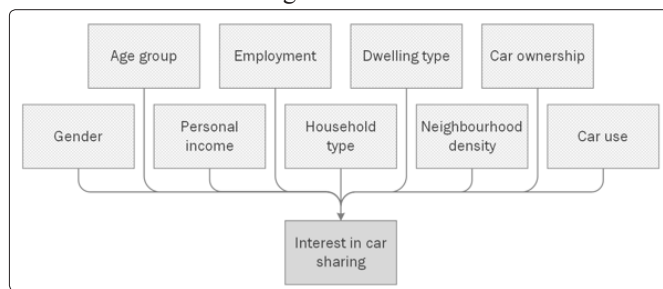 Age group
Employment
Dwelling type
Car ownership
Gender
Personal
income
Household
type
Neighbourhood
density
Car use
Interest in car
sharing